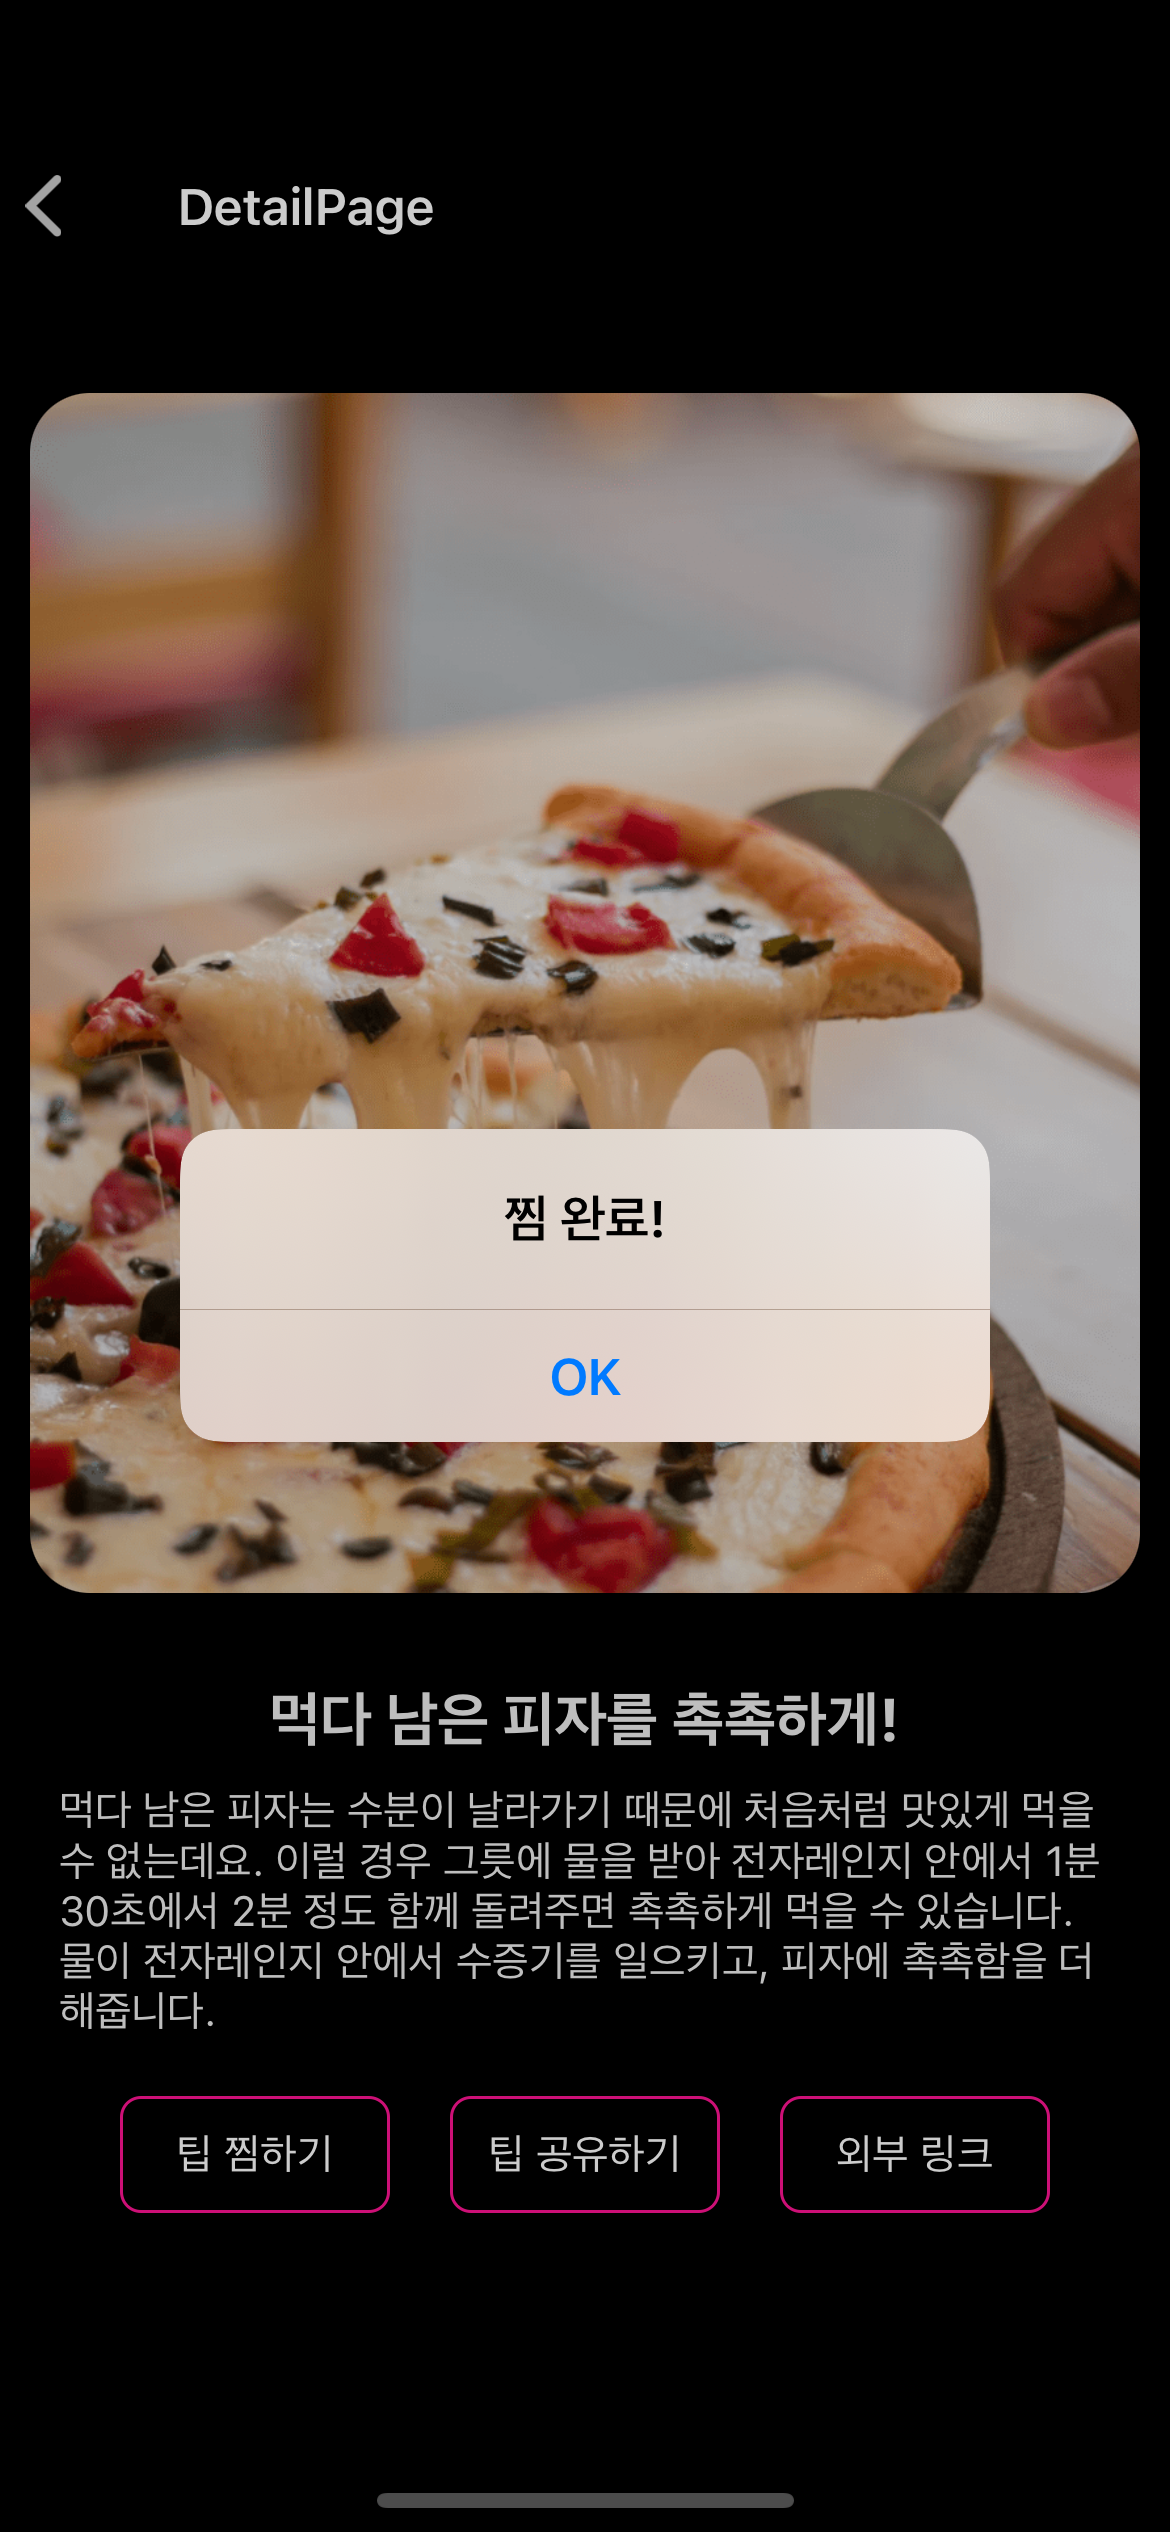 DetailPage
찜 완료!
OK
먹다 남은 피자를 촉촉하게!
먹다 남은 피자는 수분이 날라가기 때문에 처음처럼 맛있게 먹을
수 없는데요. 이럴 경우 그릇에 물을 받아 전자레인지 안에서 1분
30초에서 2분 정도 함께 돌려주면 촉촉하게 먹을 수 있습니다.
물이 전자레인지 안에서 수증기를 일으키고, 피자에 촉촉함을 더
해줍니다.
팁 찜하기
팁 공유하기
외부 링크